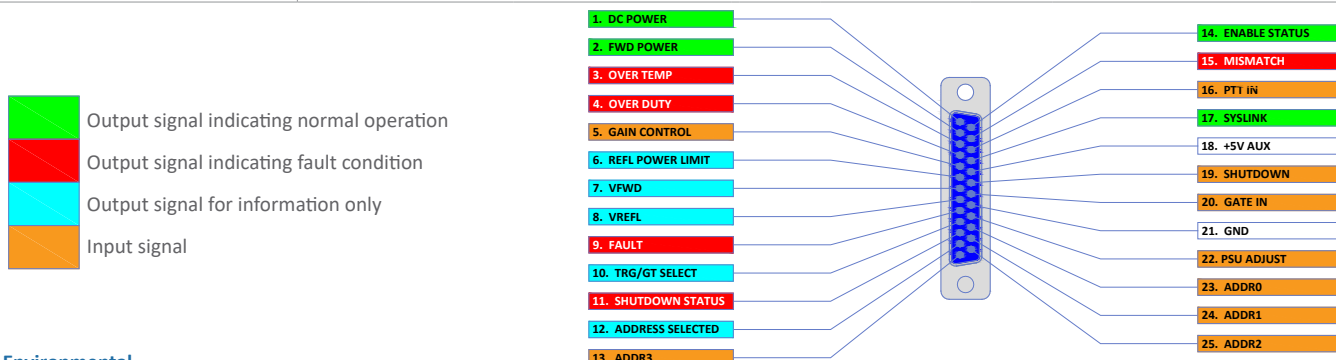 Output signal indicating normal operation
Output signal indicating fault condition
Output signal for information only
Input signal
1. DC POWER
2. FWD POWER
3. OVER TEMP
4. OVER DUTY
5. GAIN CONTROL
6. REFL POWER LIMIT
7. VFWD
8. VREFL
9. FAULT
10. TRG/GT SELECT
11. SHUTDOWN STATUS
12. ADDRESS SELECTED
13. ADDR3
14. ENABLE STATUS
15. MISMATCH
16. PTT IN
17. SYSLINK
18. +5V AUX
19. SHUTDOWN
20. GATE IN
21. GND
22. PSU ADJUST
23. ADDR0
24. ADDR1
25. ADDR2
Environmental